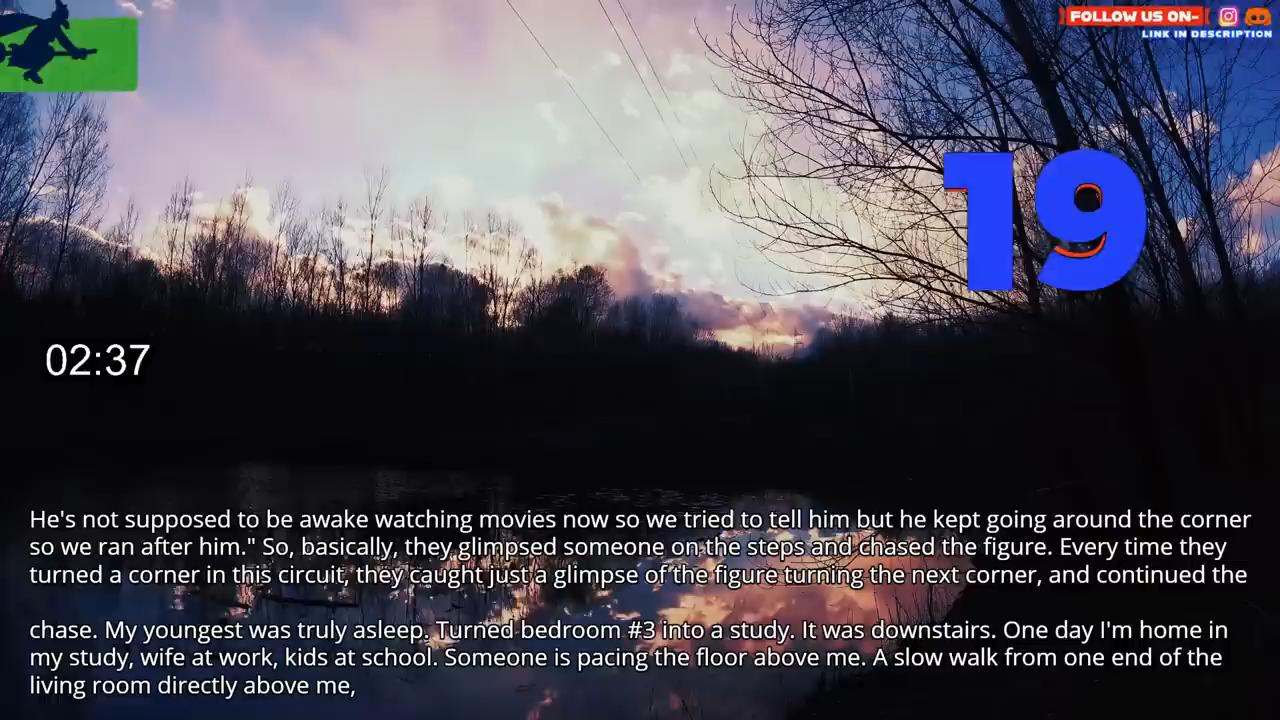 FOLLOW US ON-
LINK IN DESCRIPTION
19
02:37
He's not supposed to be awake watching movies now so we tried to tell him but he kept going around the corner
so we ran after him." So, basically, they glimpsed someone on the steps and chased the figure. Every time they
turned a corner in this circuit, they caught just a glimpse of the figure turning the next corner, and continued the
chase. My youngest was truly asleep. Turned bedroom #3 into a study. It was downstairs. One day I'm home in
my study, wife at work, kids at school. Someone is pacing the floor above me. A slow walk from one end of the
living room directly above me,